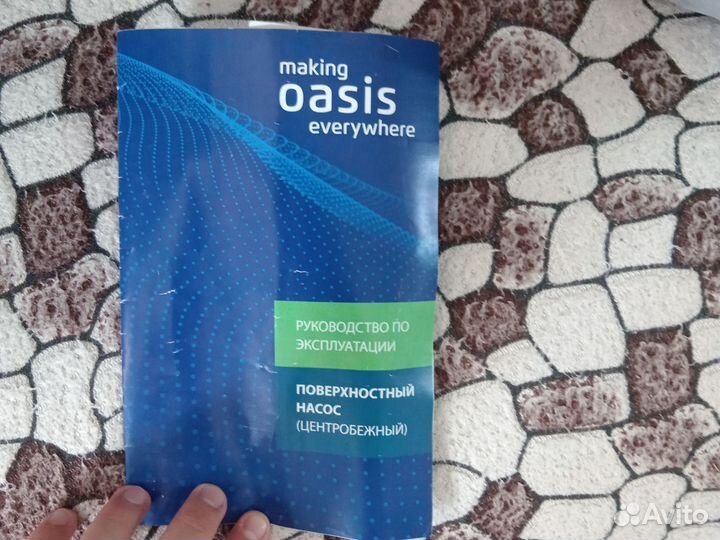 making
oasis
everywhere
РУКОВОДСТВО ПО
ЭКСПЛУАТАЦИИ
ПОВЕРХНОСТНЫЙ
НАСОС
(ЦЕНТРОБЕЖНЫЙ)
Avito